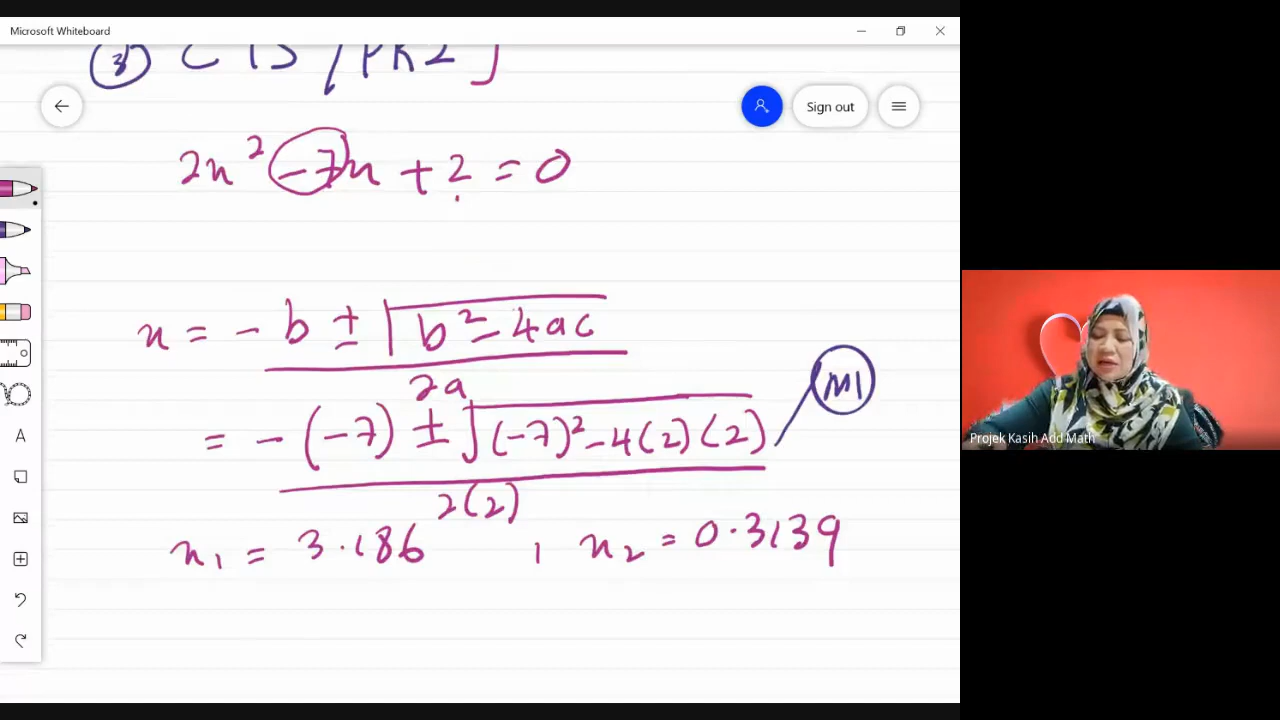 Microsoft Whiteboard
Sign out
2x² -7x + 2 = 0
x = -b ± √(b² - 4ac)
2a
M1
= -(-7) ± √((-7)² - 4(2)(2))
2(2)
x₁ = 3.186 , x₂ = 0.3139
Projek Kasih Add Math
A